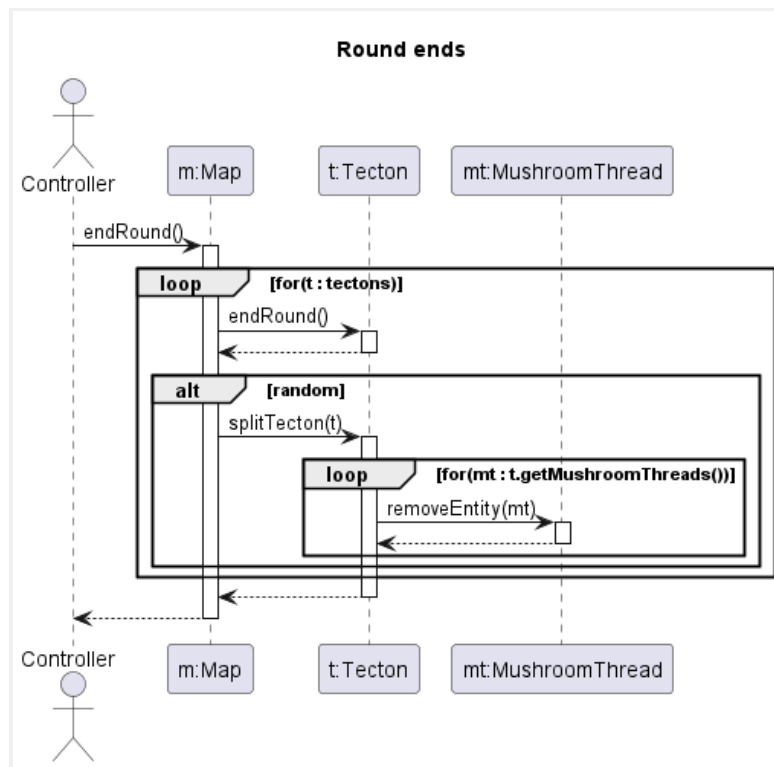 Round ends
Controller
m:Map
t:Tecton
mt:MushroomThread
endRound()
loop [for(t : tectons)]
endRound()
alt [random]
splitTecton(t)
loop [for(mt : t.getMushroomThreads())]
removeEntity(mt)
Controller
m:Map
t:Tecton
mt:MushroomThread